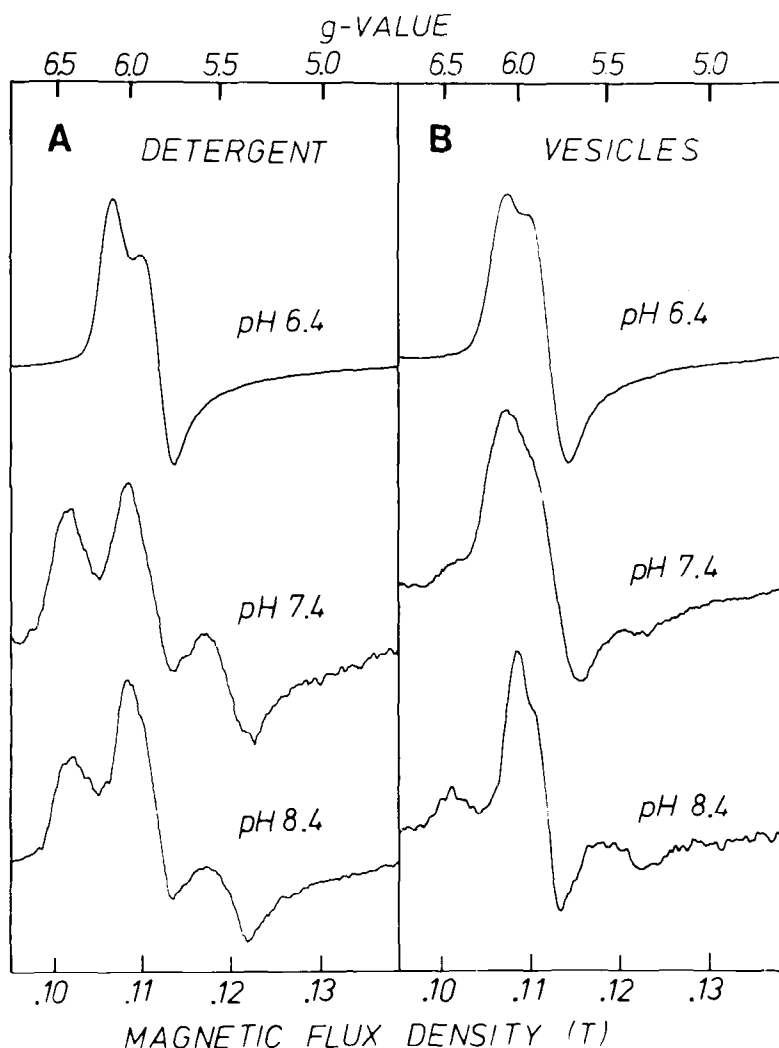 g-VALUE
6.5 6.0 5.5 5.0 6.5 6.0 5.5 5.0
A DETERGENT B VESICLES
pH 6.4 pH 6.4
pH 7.4 pH 7.4
pH 8.4 pH 8.4
.10 .11 .12 .13 .10 .11 .12 .13
MAGNETIC FLUX DENSITY (T)